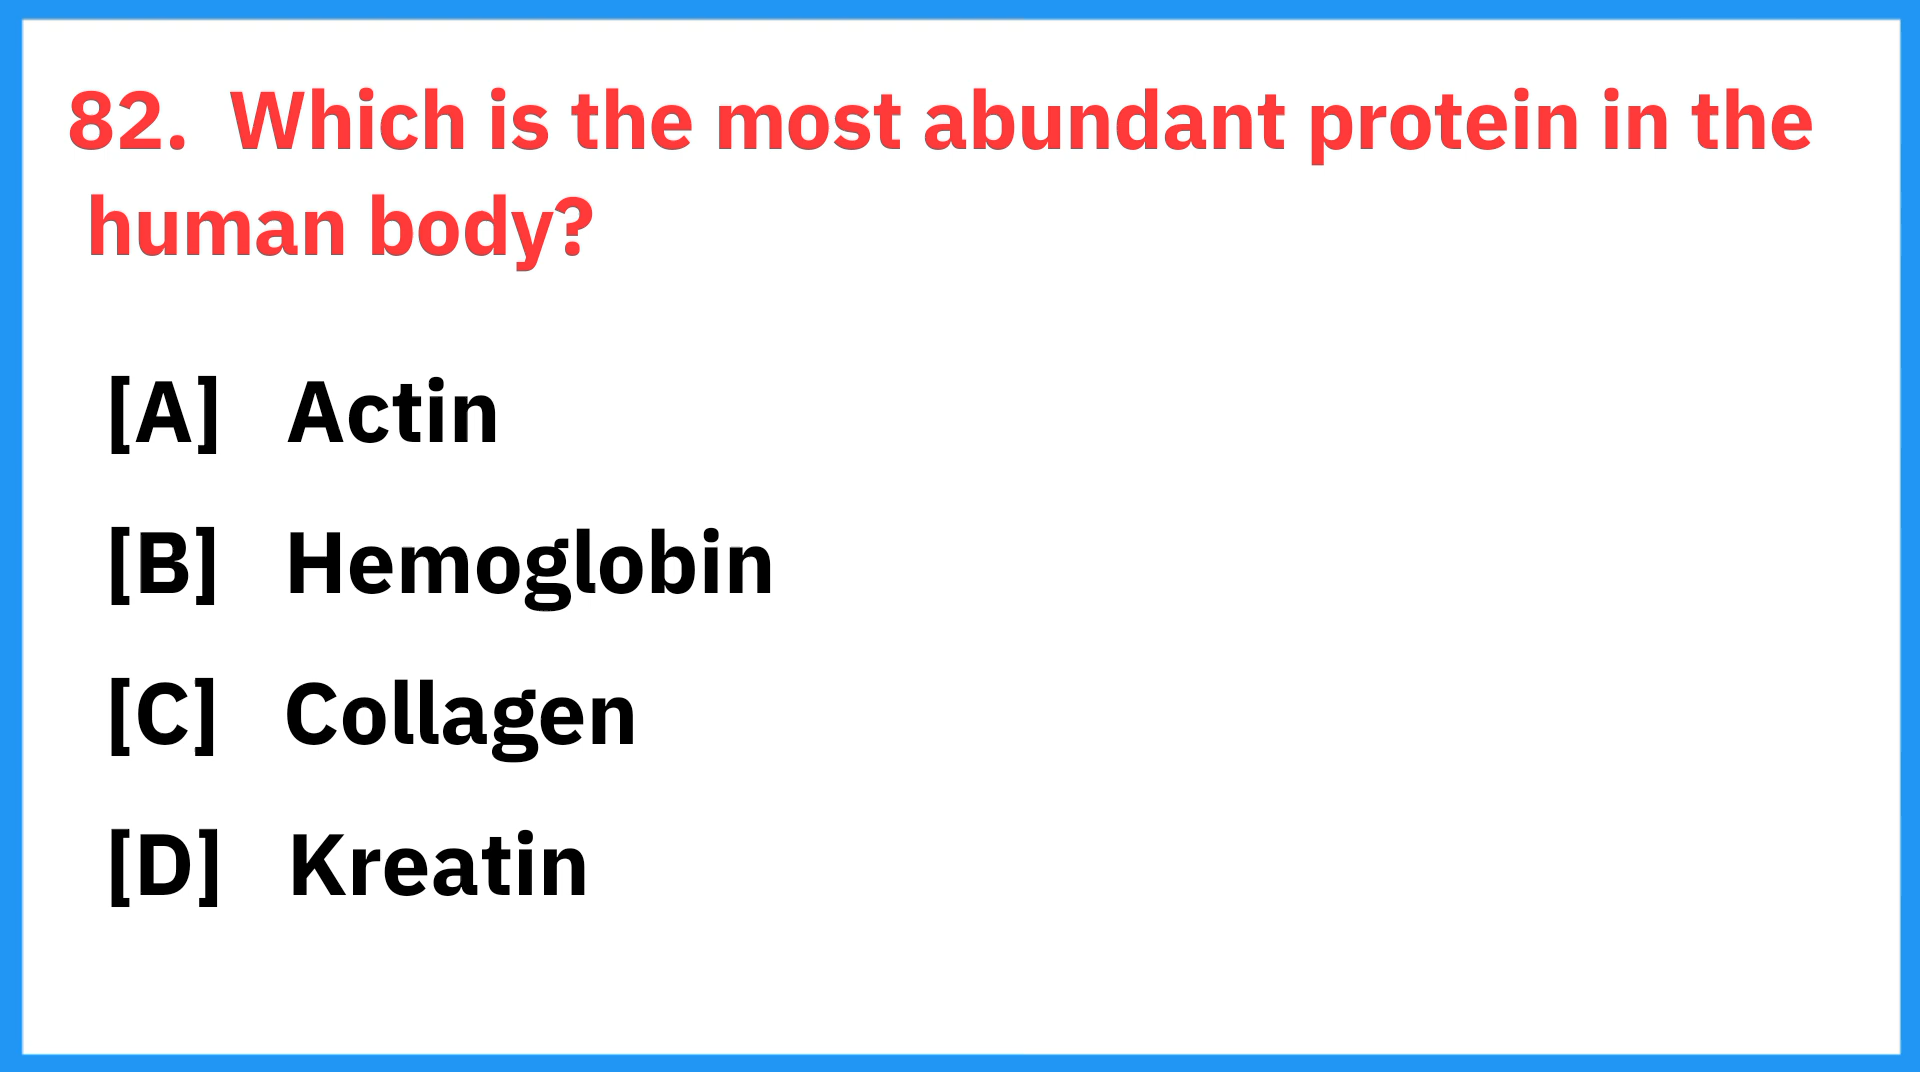 82. Which is the most abundant protein in the
human body?
[A] Actin
[B] Hemoglobin
[C] Collagen
[D] Kreatin